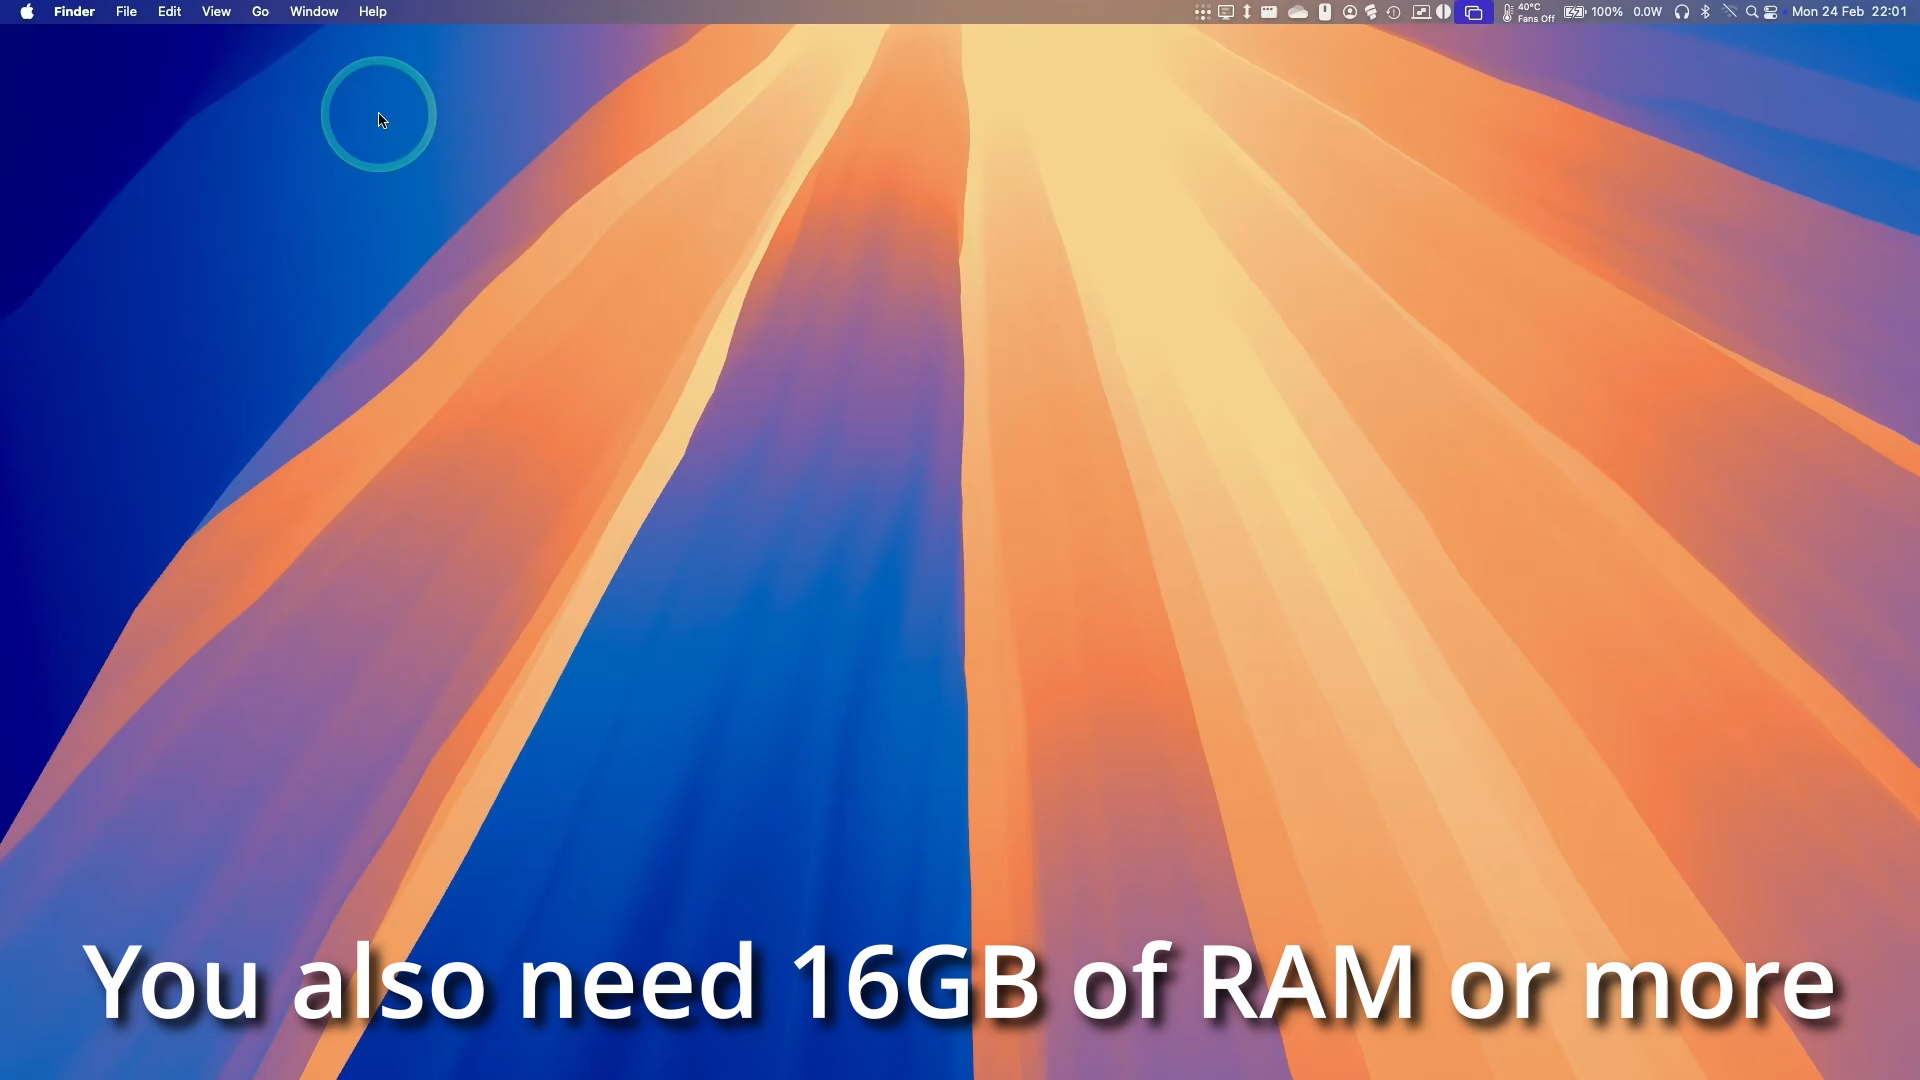 Finder File Edit View Go Window Help 40°C Fans Off 100% 0.0W Mon 24 Feb 22:01
You also need 16GB of RAM or more